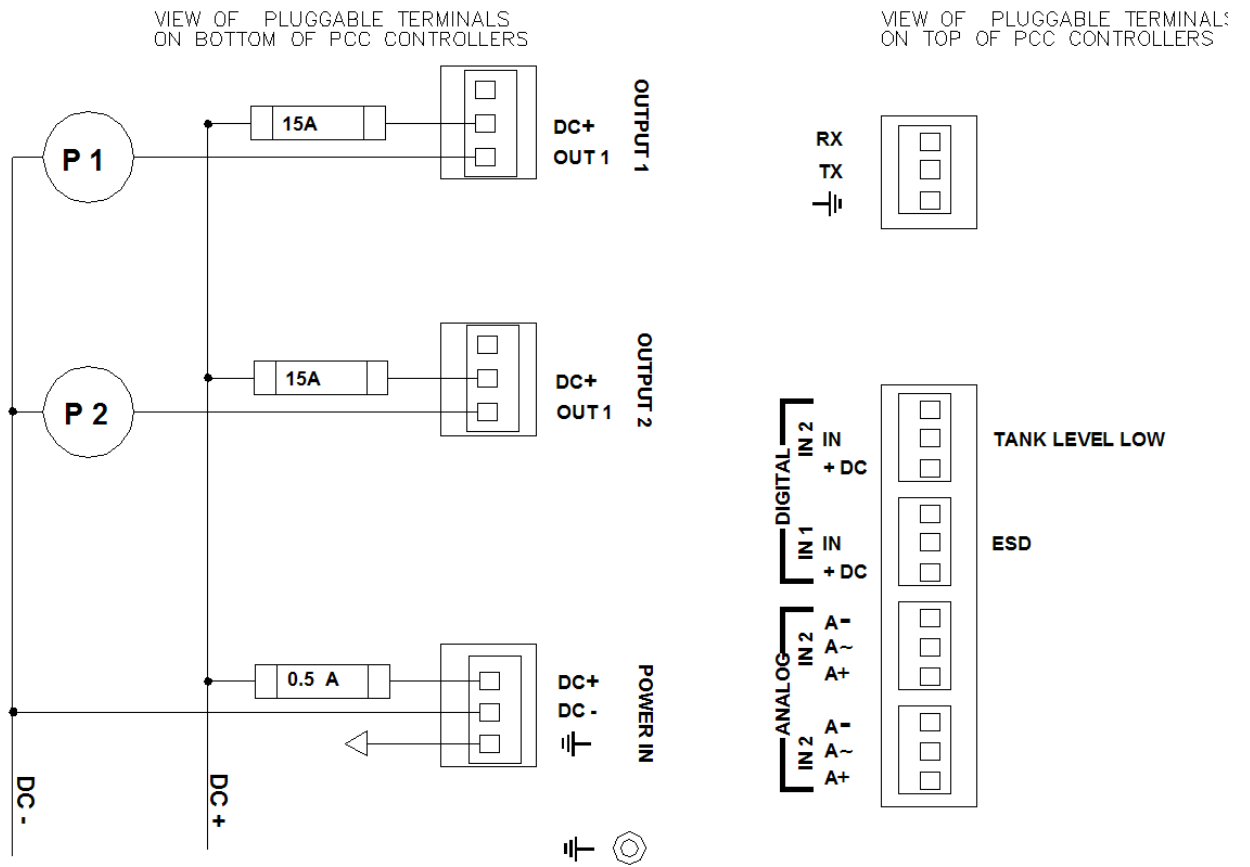 VIEW OF PLUGGABLE TERMINALS
ON BOTTOM OF PCC CONTROLLERS
P 1
15A
DC+
OUT 1
OUTPUT 1
P 2
15A
DC+
OUT 1
OUTPUT 2
0.5 A
DC+
DC -
POWER IN
DC -
DC +
VIEW OF PLUGGABLE TERMINALS
ON TOP OF PCC CONTROLLERS
RX
TX
DIGITAL
IN 2
IN
+ DC
TANK LEVEL LOW
IN 1
IN
+ DC
ESD
ANALOG
IN 2
A-
A~
A+
IN 2
A-
A~
A+